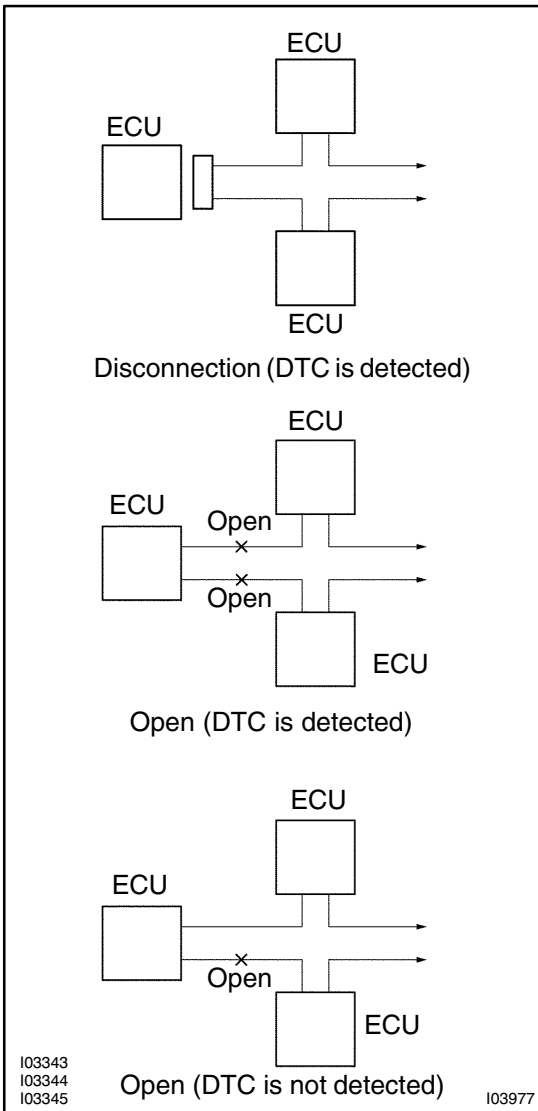 ECU
ECU
ECU
Disconnection (DTC is detected)
ECU
ECU
Open
Open
ECU
Open (DTC is detected)
ECU
ECU
Open
ECU
I03343
I03344
I03345
Open (DTC is not detected)
I03977